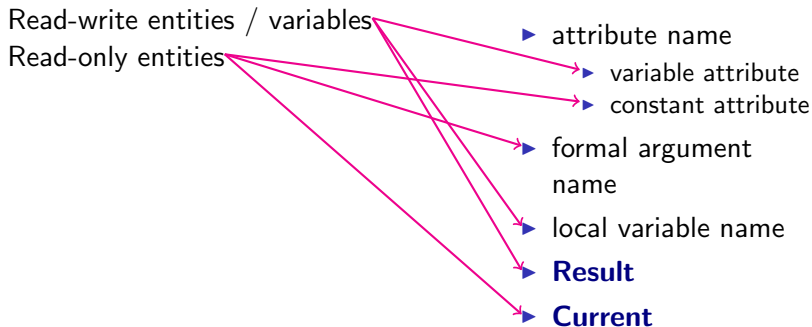 Read-write entities / variables
Read-only entities
▶ attribute name
▶ variable attribute
▶ constant attribute
▶ formal argument
name
▶ local variable name
▶ Result
▶ Current